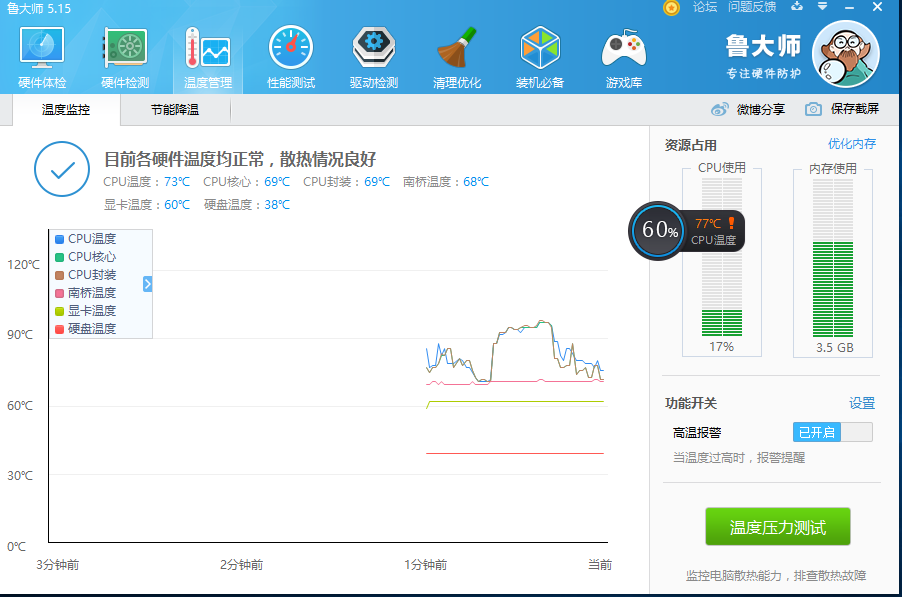 鲁大师 5.15
论坛 问题反馈
硬件体检 硬件检测 温度管理 性能测试 驱动检测 清理优化 装机必备 游戏库
鲁大师
专注硬件防护
温度监控 节能降温 微博分享 保存截屏
目前各硬件温度均正常，散热情况良好
CPU温度：73℃ CPU核心：69℃ CPU封装：69℃ 南桥温度：68℃
显卡温度：60℃ 硬盘温度：38℃
CPU温度
CPU核心
CPU封装
南桥温度
显卡温度
硬盘温度
120℃
90℃
60℃
30℃
0℃
3分钟前 2分钟前 1分钟前 当前
资源占用 优化内存
CPU使用 内存使用
60% 77℃
CPU温度
17% 3.5 GB
功能开关 设置
高温报警 已开启
当温度过高时，报警提醒
温度压力测试
监控电脑散热能力，排查散热故障